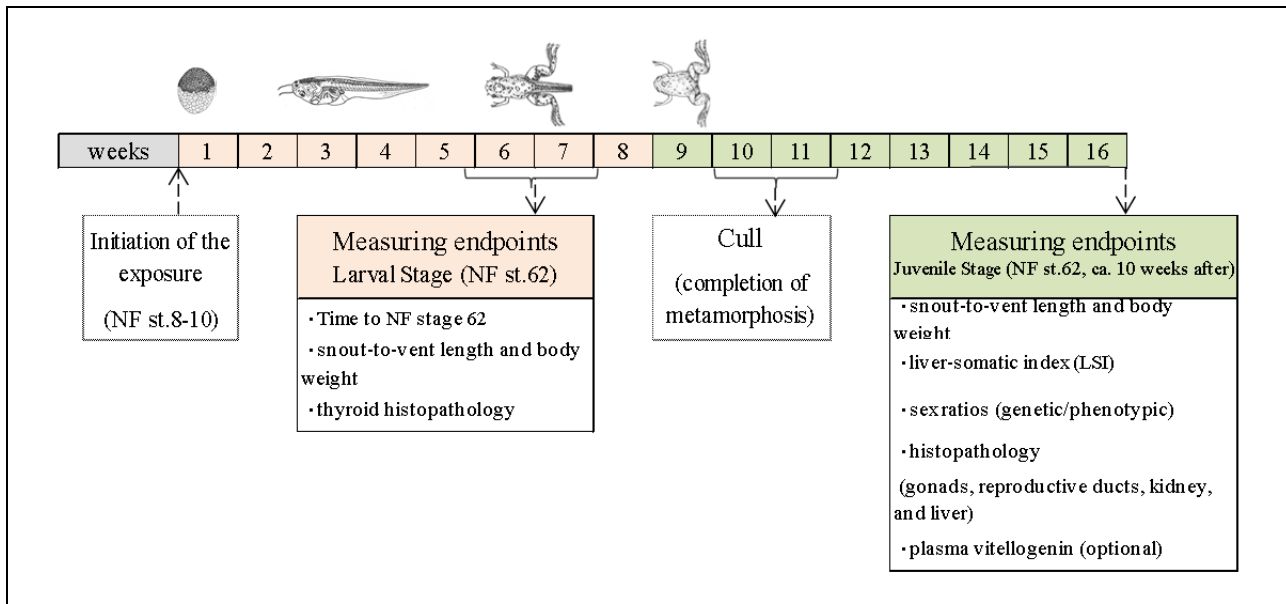 weeks 1 2 3 4 5 6 7 8 9 10 11 12 13 14 15 16
Initiation of the
exposure
(NF st.8-10)
Measuring endpoints
Larval Stage (NF st.62)
・Time to NF stage 62
・snout-to-vent length and body
weight
・thyroid histopathology
Cull
(completion of
metamorphosis)
Measuring endpoints
Juvenile Stage (NF st.62, ca. 10 weeks after)
・snout-to-vent length and body
weight
・liver-somatic index (LSI)
・sex ratios (genetic/phenotypic)
・histopathology
(gonads, reproductive ducts, kidney,
and liver)
・plasma vitellogenin (optional)